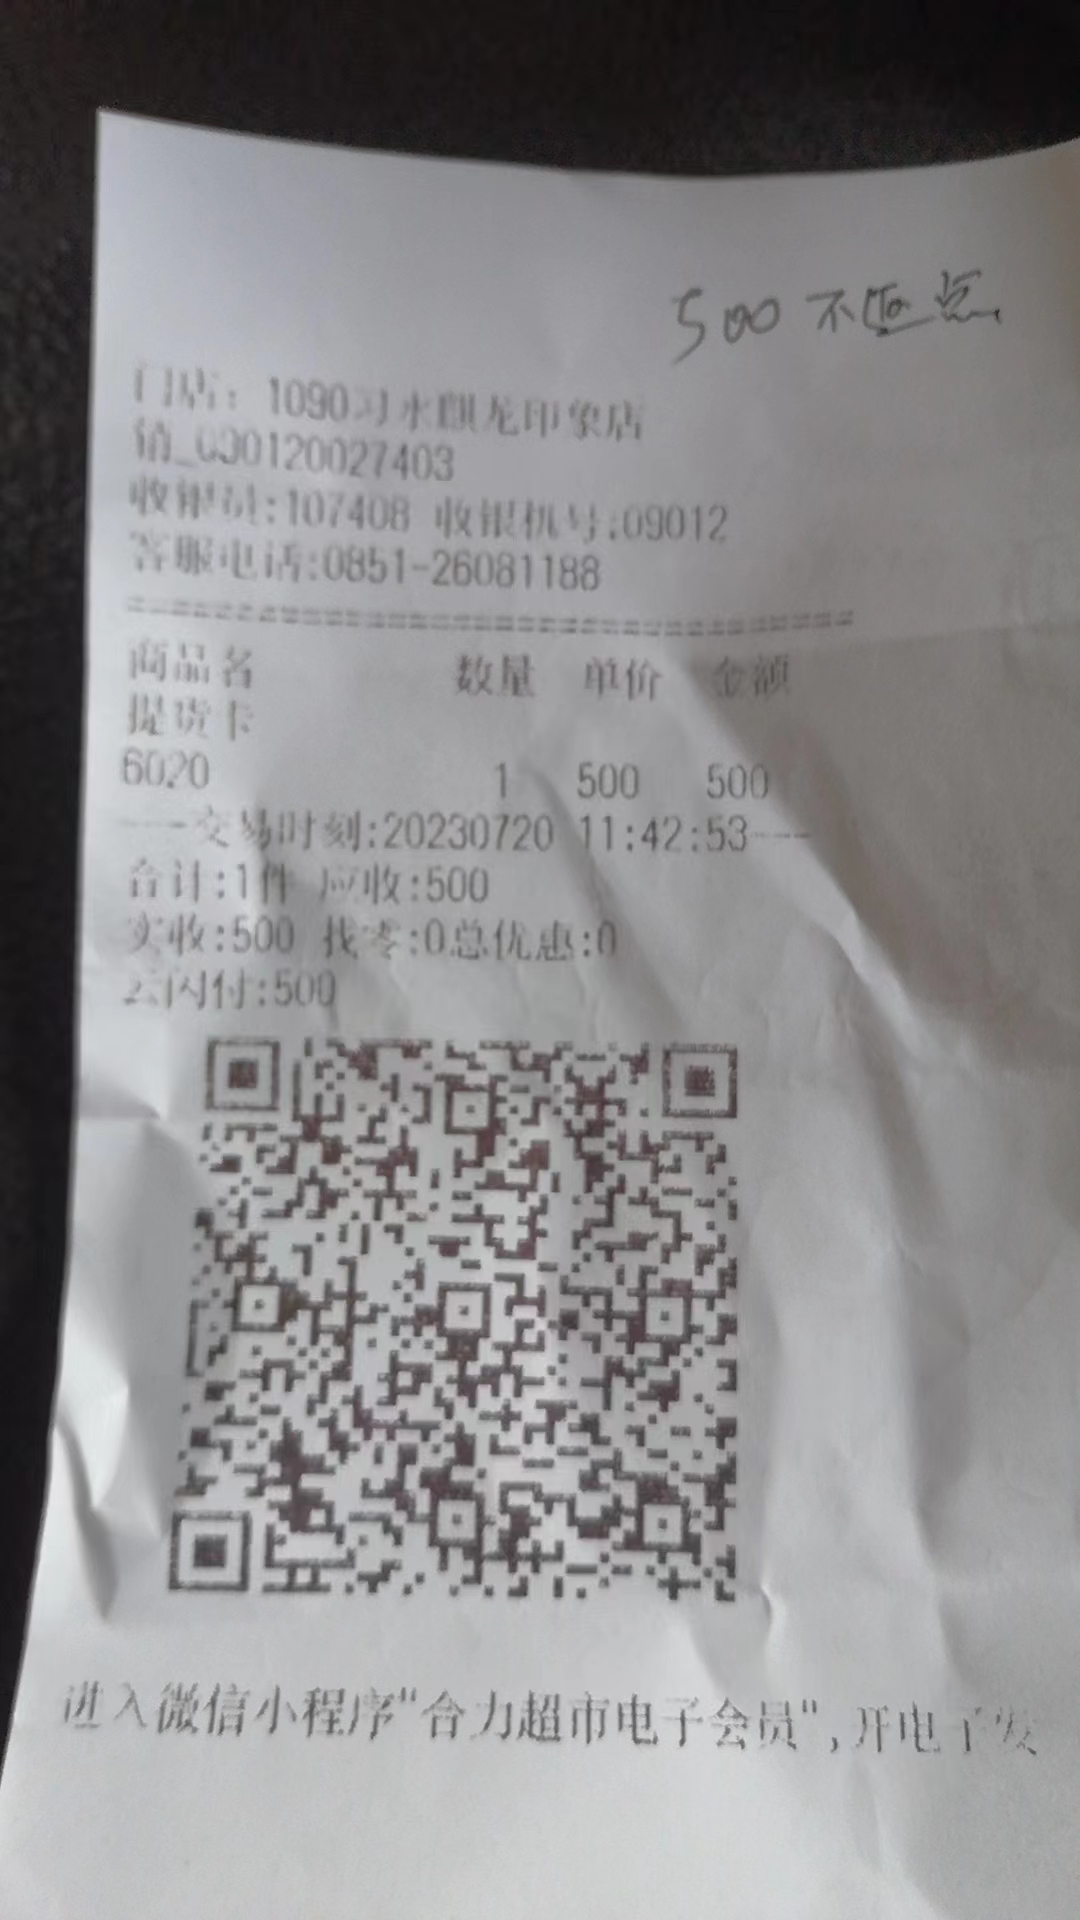 500 不
门店：1090习水麒龙印象店
销_090120027403
收银员:107408 收银机号:09012
客服电话:0851-26081188
商品名 数量 单价 金额
提货卡
6020 1 500 500
---交易时刻:20230720 11:42:53---
合计:1件 应收:500
实收:500 找零:0总优惠:0
云闪付:500
进入微信小程序"合力超市电子会员",开电子发